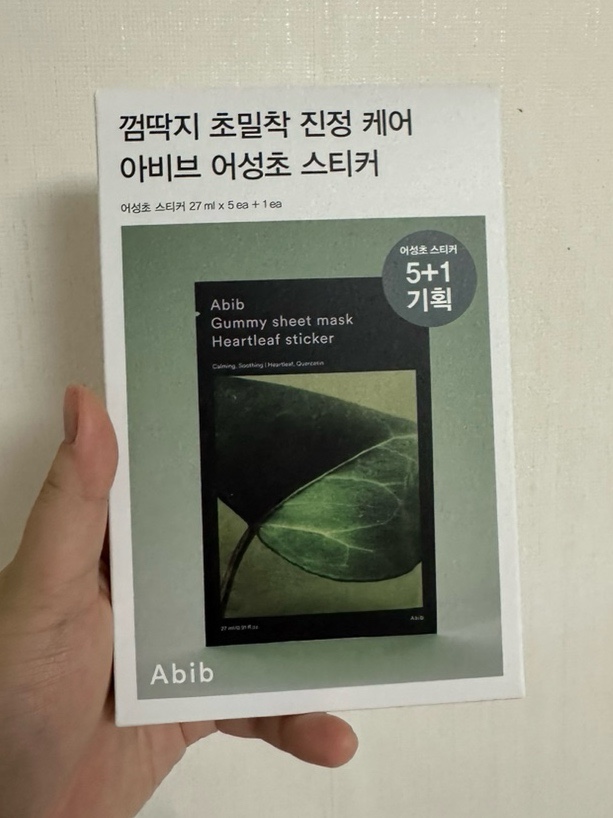 껌딱지 초밀착 진정 케어
아비브 어성초 스티커
어성초 스티커 27 ml x 5 ea + 1 ea
어성초 스티커
5+1
기획
Abib
Gummy sheet mask
Heartleaf sticker
Calming, Soothing | Heartleaf, Quercetin
Abib
Abib